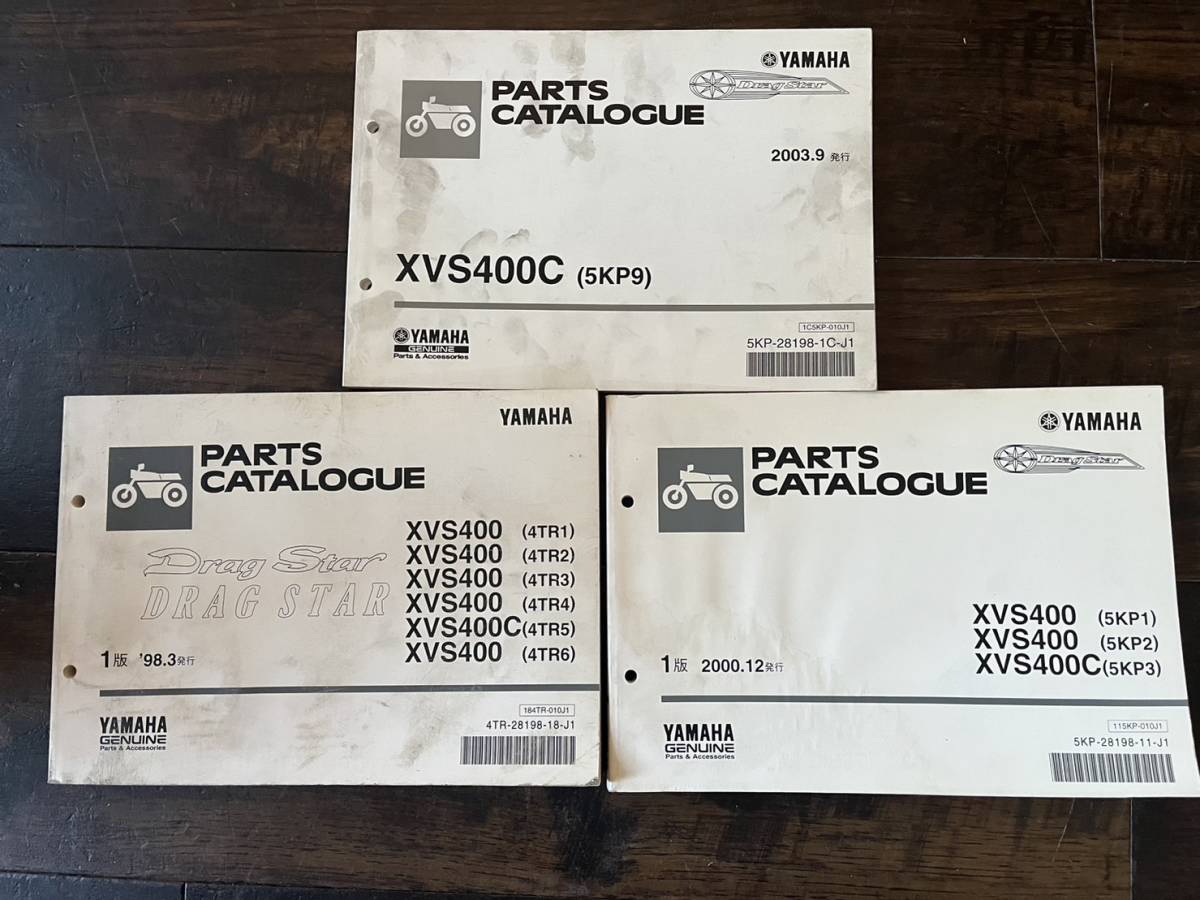 YAMAHA
Drag Star
PARTS
CATALOGUE
2003.9 発行
XVS400C (5KP9)
YAMAHA
GENUINE
Parts & Accessories
1C5KP-010J1
5KP-28198-1C-J1
YAMAHA
PARTS
CATALOGUE
XVS400 (4TR1)
XVS400 (4TR2)
XVS400 (4TR3)
XVS400 (4TR4)
XVS400C(4TR5)
XVS400 (4TR6)
Drag Star
DRAG STAR
1版 '98.3発行
YAMAHA
GENUINE
Parts & Accessories
184TR-010J1
4TR-28198-18-J1
YAMAHA
Drag Star
PARTS
CATALOGUE
XVS400 (5KP1)
XVS400 (5KP2)
XVS400C(5KP3)
1版 2000.12発行
YAMAHA
GENUINE
Parts & Accessories
115KP-010J1
5KP-28198-11-J1